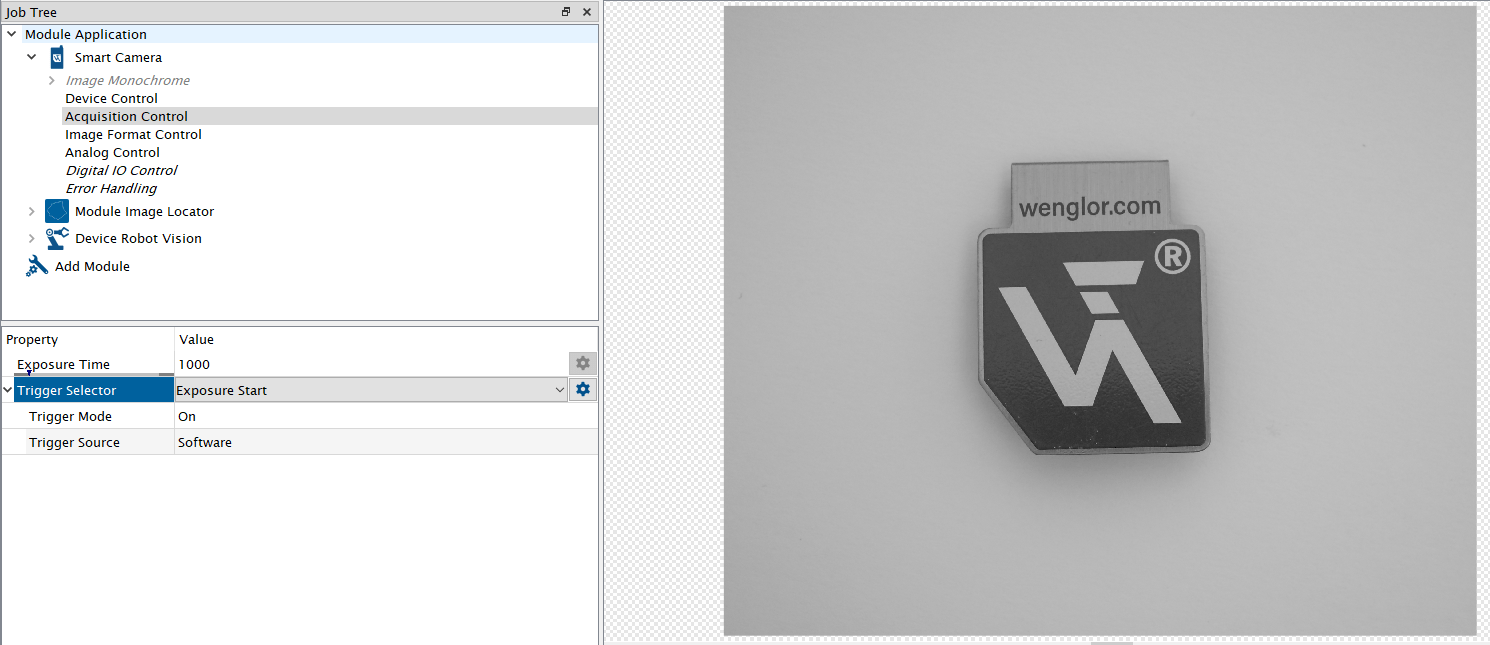 Job Tree
Module Application
Smart Camera
Image Monochrome
Device Control
Acquisition Control
Image Format Control
Analog Control
Digital IO Control
Error Handling
Module Image Locator
Device Robot Vision
Add Module
Property Value
Exposure Time 1000
Trigger Selector Exposure Start
Trigger Mode On
Trigger Source Software
wenglor.com
®